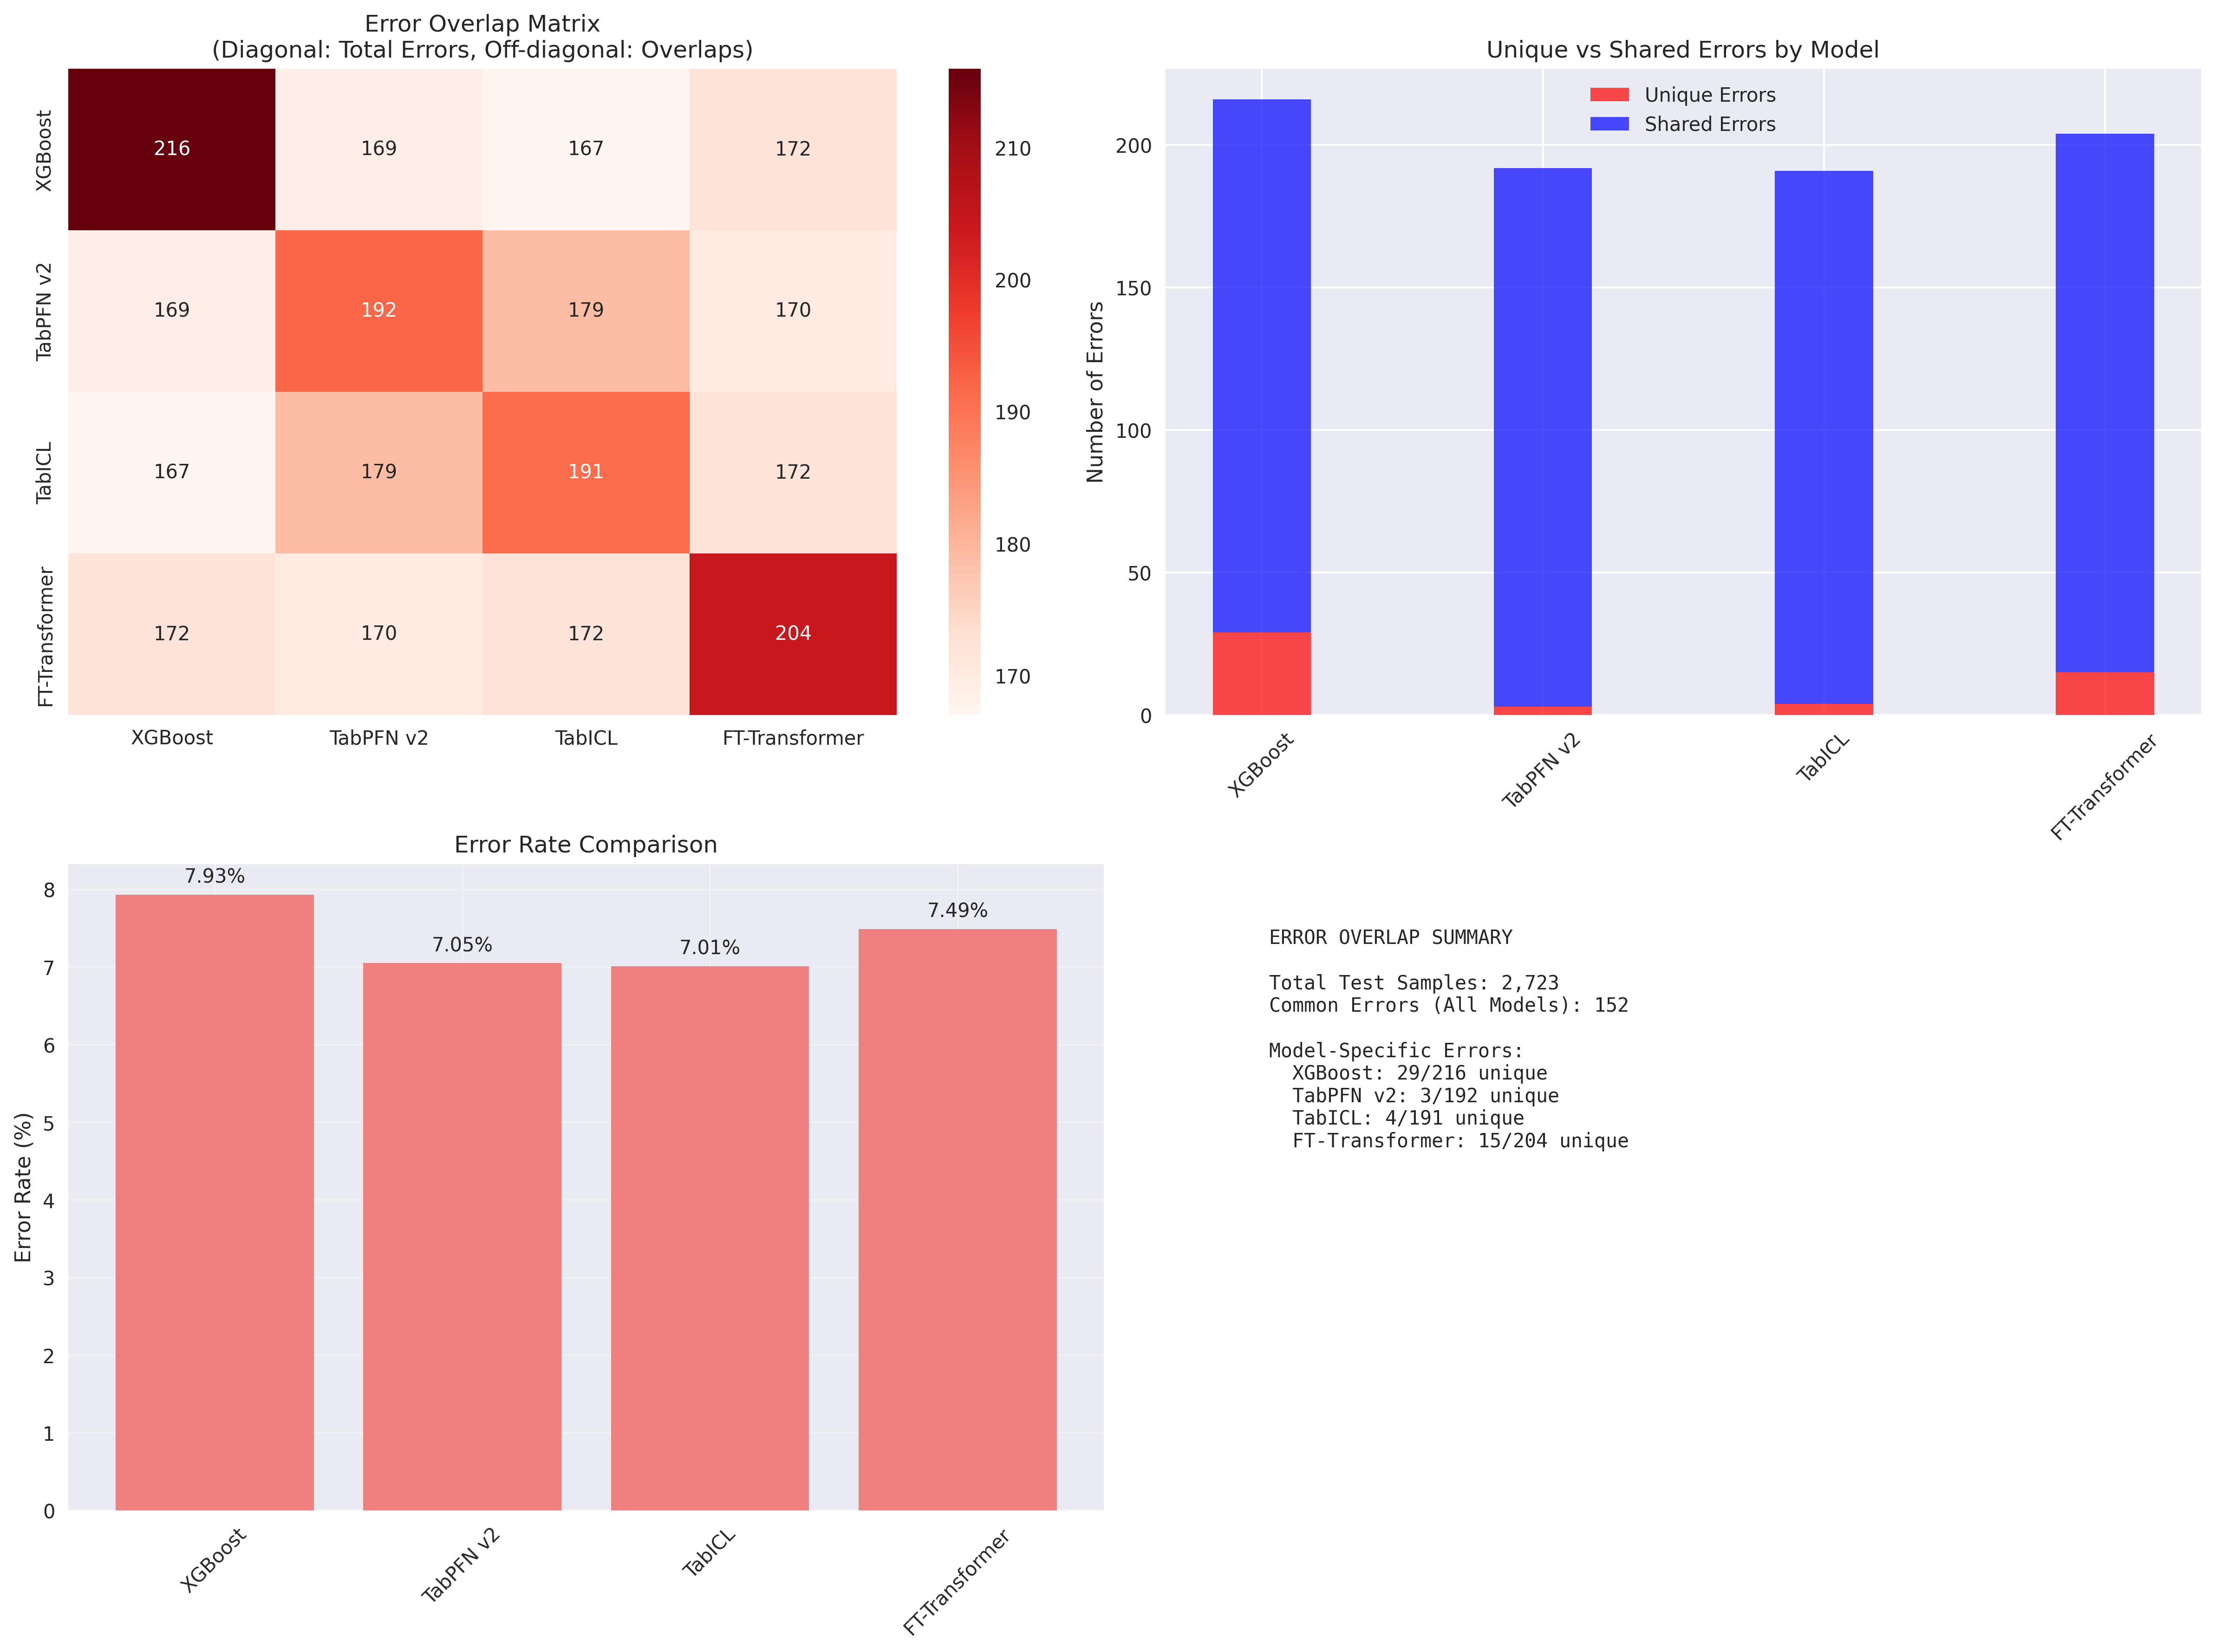 Error Overlap Matrix
(Diagonal: Total Errors, Off-diagonal: Overlaps)
XGBoost
216
169
167
172
TabPFN v2
169
192
179
170
TabICL
167
179
191
172
FT-Transformer
172
170
172
204
XGBoost
TabPFN v2
TabICL
FT-Transformer
210
200
190
180
170
Unique vs Shared Errors by Model
Unique Errors
Shared Errors
Number of Errors
200
150
100
50
0
XGBoost
TabPFN v2
TabICL
FT-Transformer
Error Rate Comparison
Error Rate (%)
8
7
6
5
4
3
2
1
0
7.93%
7.05%
7.01%
7.49%
XGBoost
TabPFN v2
TabICL
FT-Transformer
ERROR OVERLAP SUMMARY
Total Test Samples: 2,723
Common Errors (All Models): 152
Model-Specific Errors:
XGBoost: 29/216 unique
TabPFN v2: 3/192 unique
TabICL: 4/191 unique
FT-Transformer: 15/204 unique